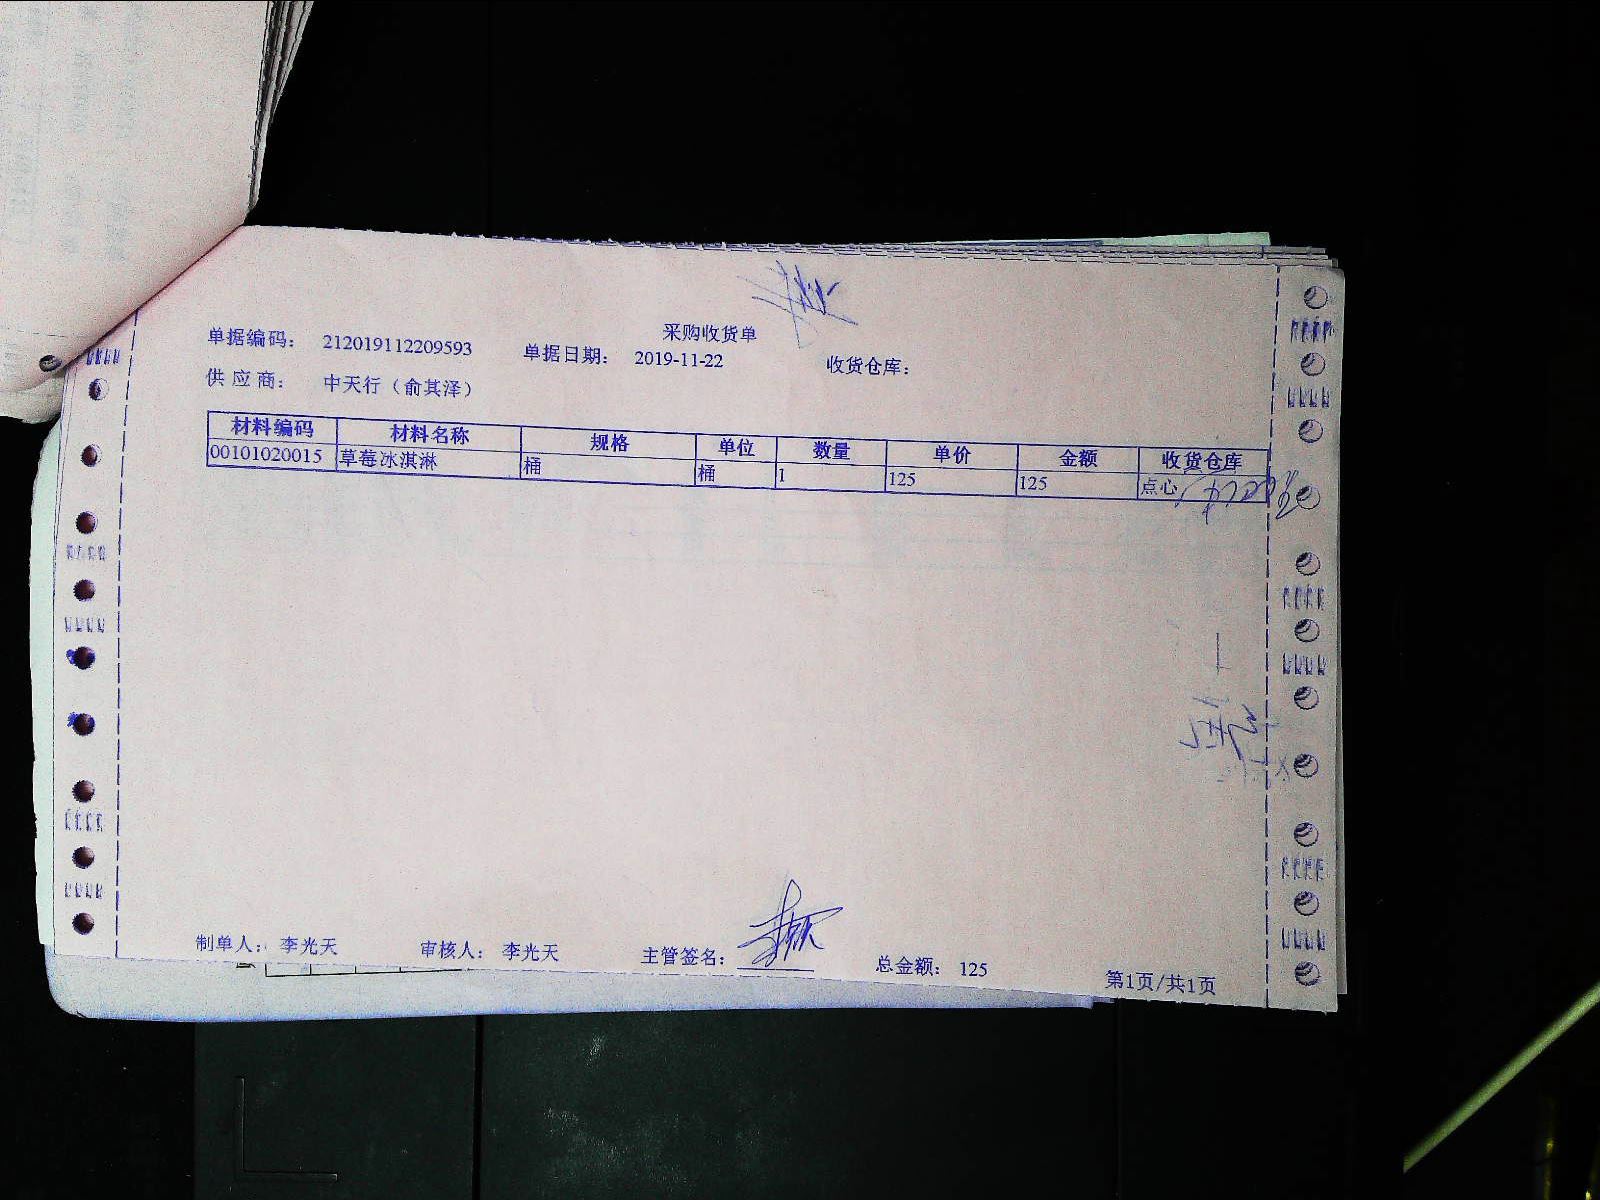 采购收货单
单据编码： 212019112209593 单据日期： 2019-11-22 收货仓库：
供应商： 中天行（俞其泽）
材料编码 材料名称 规格 单位 数量 单价 金额 收货仓库
00101020015 草莓冰淇淋 桶 桶 1 125 125 点心
制单人： 李光天 审核人： 李光天 主管签名： 总金额： 125 第1页/共1页